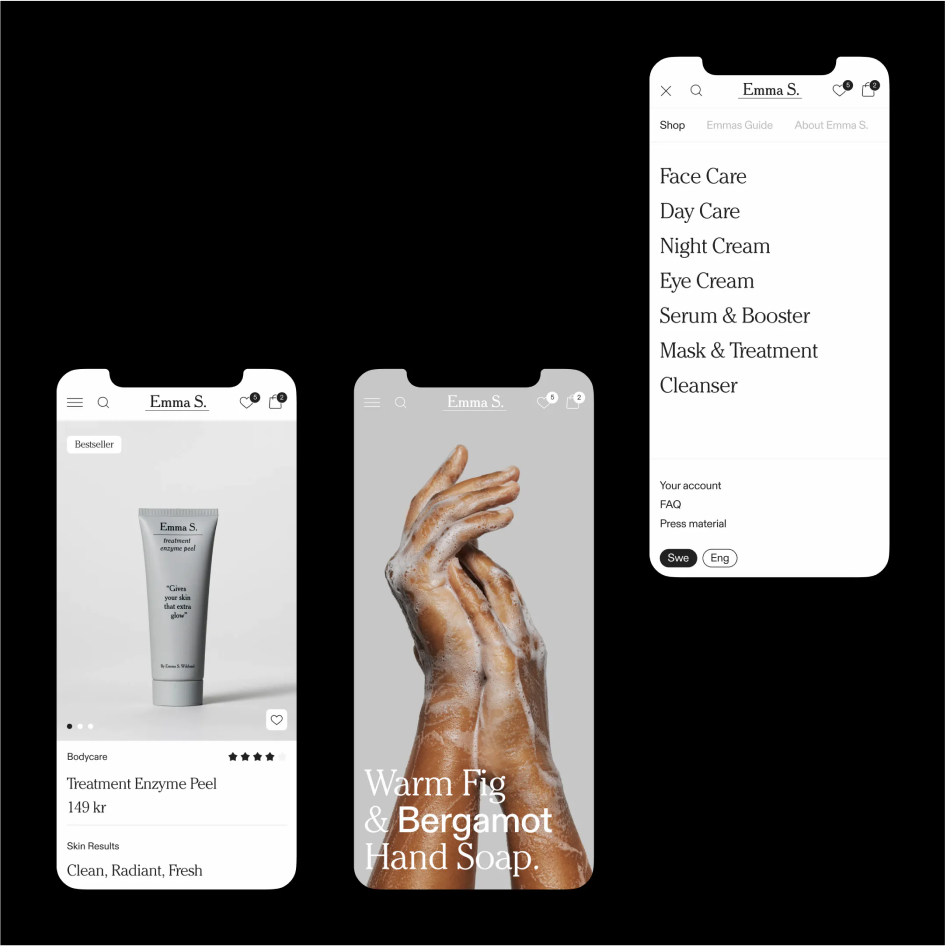 Emma S.
5
2
Shop
Emmas Guide
About Emma S.
Face Care
Day Care
Night Cream
Eye Cream
Serum & Booster
Mask & Treatment
Cleanser
Your account
FAQ
Press material
Swe
Eng
Emma S.
5
2
Bestseller
Emma S.
treatment
enzyme peel
"Gives
your skin
that extra
glow"
By Emma S. Wiklund
Bodycare
Treatment Enzyme Peel
149 kr
Skin Results
Clean, Radiant, Fresh
Emma S.
5
2
Warm Fig
& Bergamot
Hand Soap.